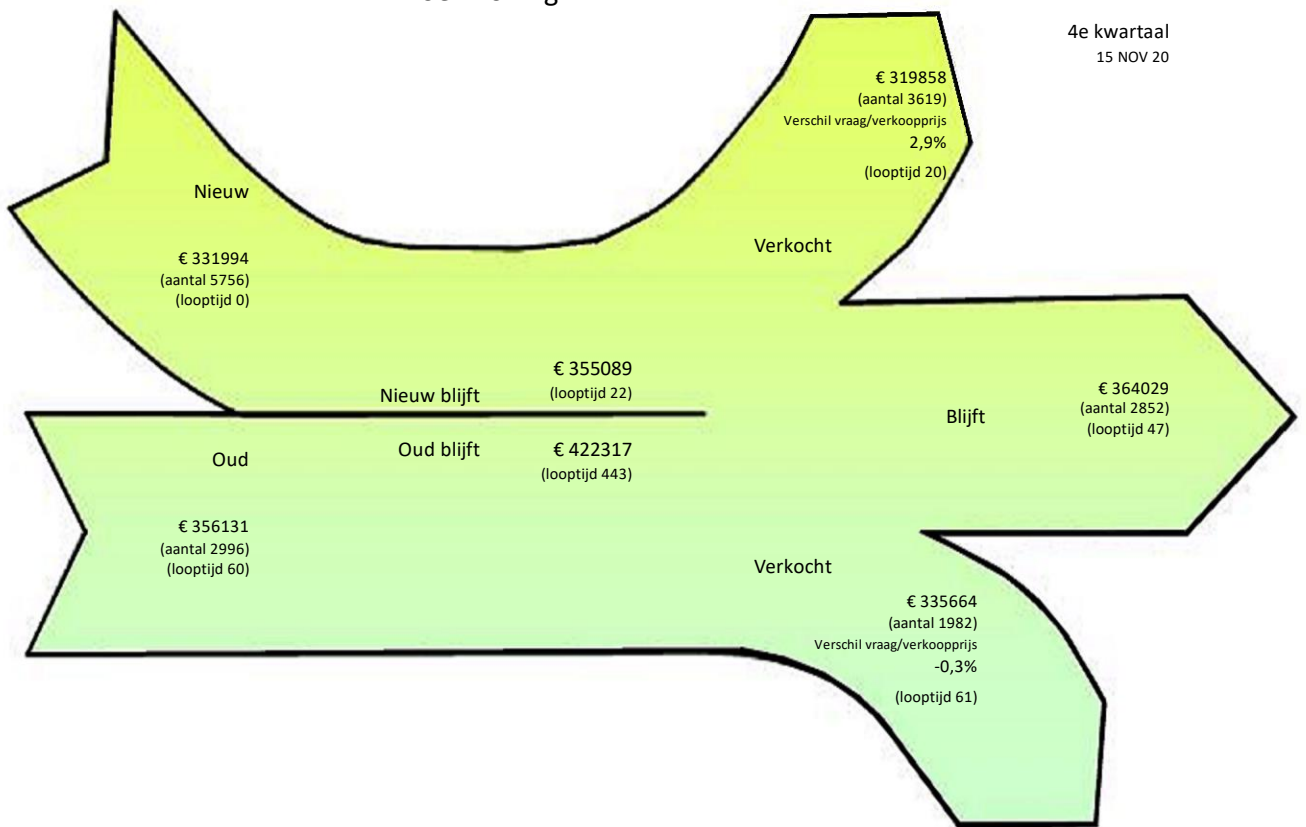 4e kwartaal
15 NOV 20
€ 319858
(aantal 3619)
Verschil vraag/verkoopprijs
2,9%
(looptijd 20)
Nieuw
Verkocht
€ 331994
(aantal 5756)
(looptijd 0)
€ 355089
Nieuw blijft
(looptijd 22)
€ 364029
(aantal 2852)
(looptijd 47)
Blijft
Oud blijft
€ 422317
(looptijd 443)
Oud
€ 356131
(aantal 2996)
(looptijd 60)
Verkocht
€ 335664
(aantal 1982)
Verschil vraag/verkoopprijs
-0,3%
(looptijd 61)